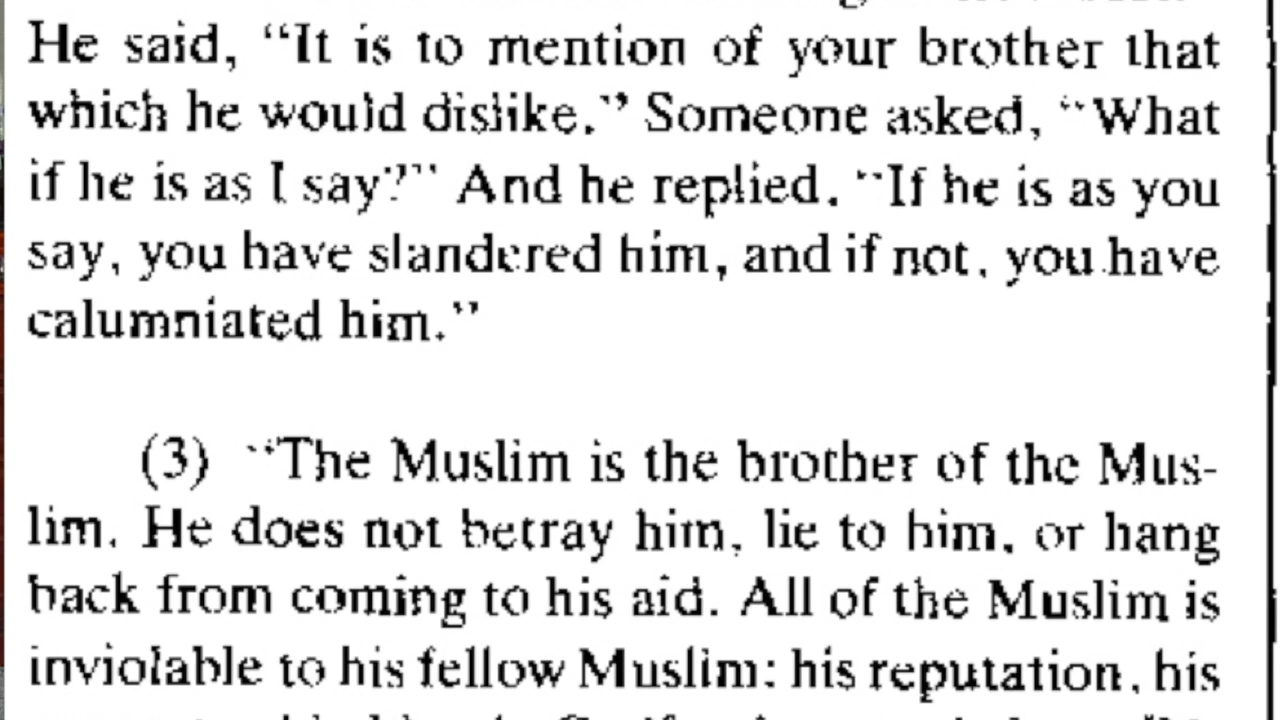 He said, “It is to mention of your brother that
which he would dislike.” Someone asked, “What
if he is as I say?” And he replied. “If he is as you
say, you have slandered him, and if not, you have
calumniated him.”
(3) “The Muslim is the brother of the Mus-
lim. He does not betray him, lie to him, or hang
back from coming to his aid. All of the Muslim is
inviolable to his fellow Muslim: his reputation, his